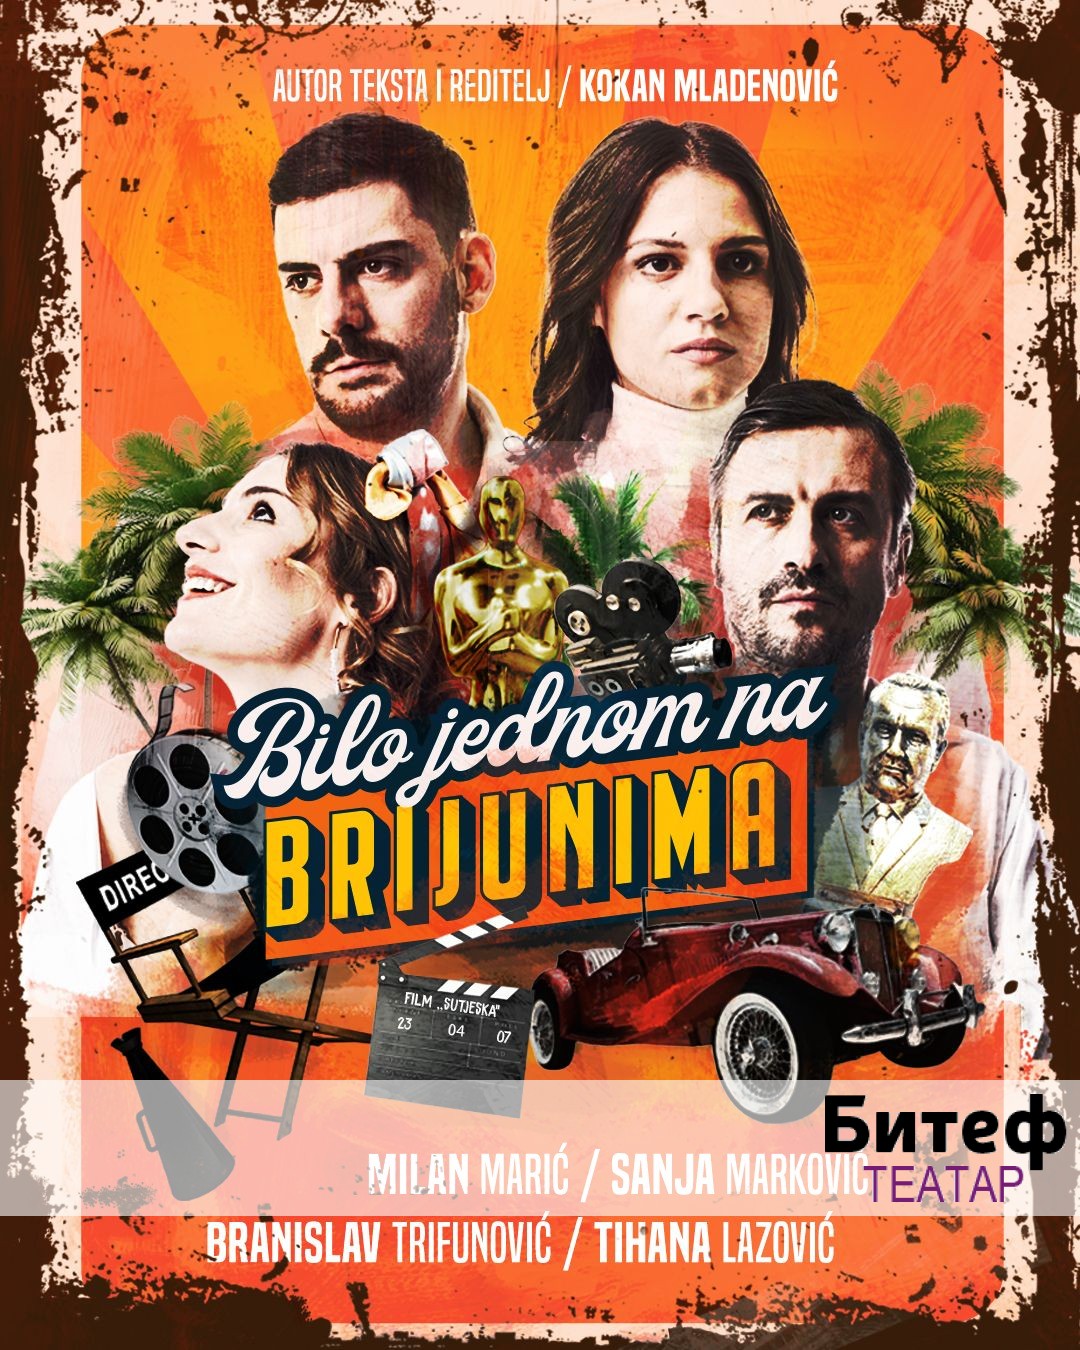 AUTOR TEKSTA I REDITELJ / KOKAN MLADENOVIĆ
Bilo jednom na
BRIJUNIMA
DIREC
FILM „SUTJESKA"
23 04 07
Битеф
ТЕАТАР
MILAN MARIĆ / SANJA MARKOVIĆ
BRANISLAV TRIFUNOVIĆ / TIHANA LAZOVIĆ